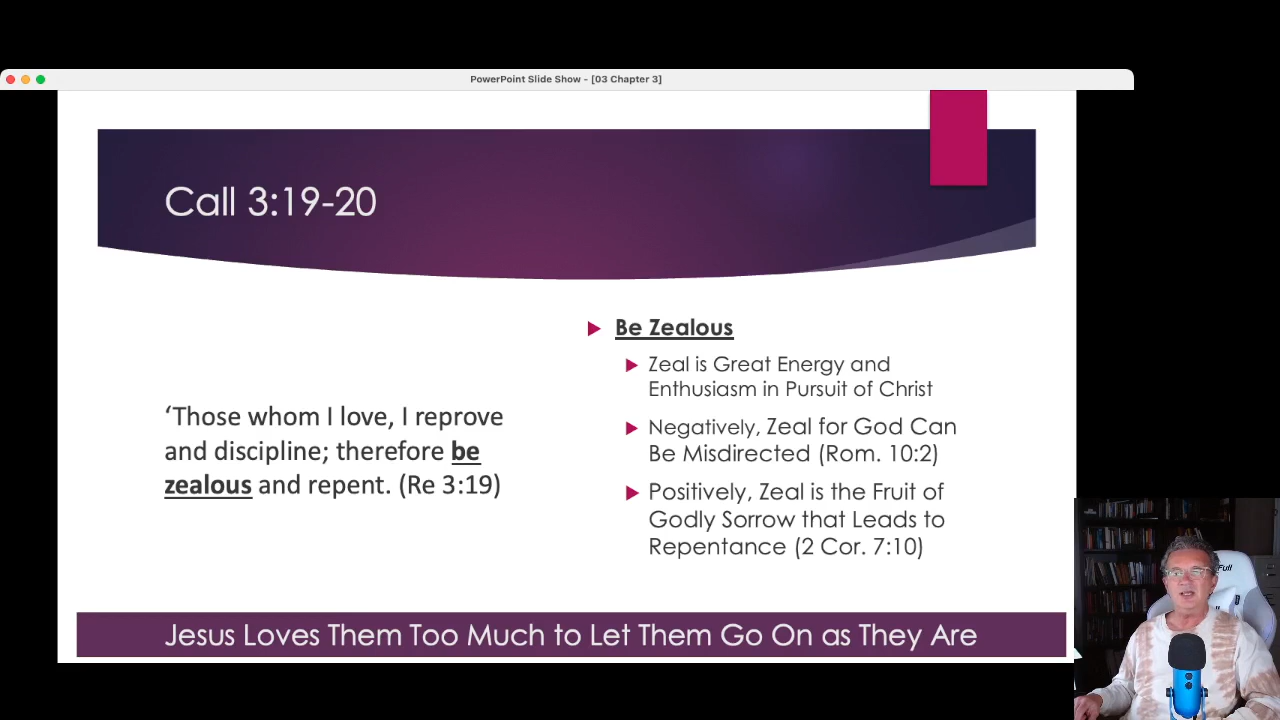 PowerPoint Slide Show - [03 Chapter 3]
Call 3:19-20
‘Those whom I love, I reprove
and discipline; therefore be
zealous and repent. (Re 3:19)
Be Zealous
Zeal is Great Energy and
Enthusiasm in Pursuit of Christ
Negatively, Zeal for God Can
Be Misdirected (Rom. 10:2)
Positively, Zeal is the Fruit of
Godly Sorrow that Leads to
Repentance (2 Cor. 7:10)
Jesus Loves Them Too Much to Let Them Go On as They Are
Full